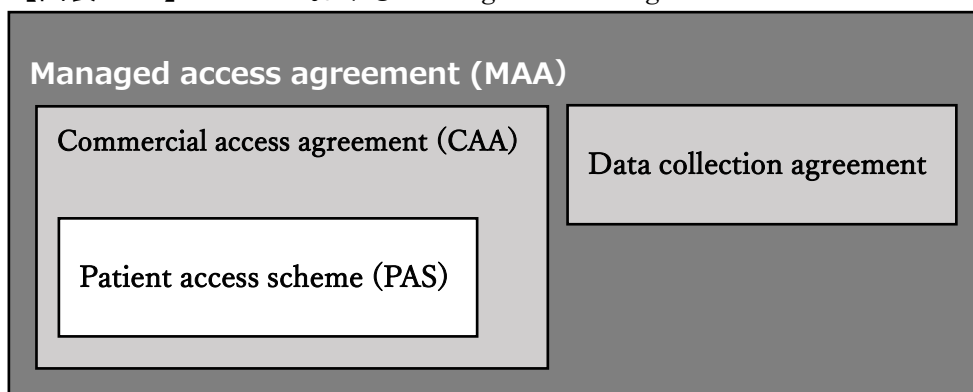 Managed access agreement (MAA）
Commercial access agreement (CAA)
Data collection agreement
Patient access scheme (PAS)